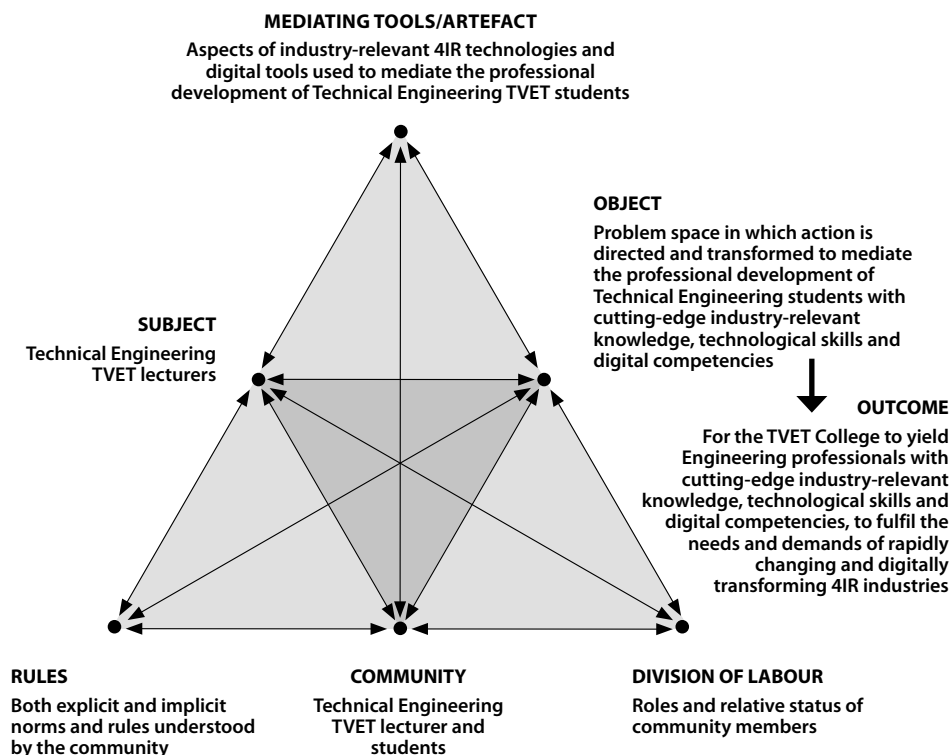 MEDIATING TOOLS/ARTEFACT
Aspects of industry-relevant 4IR technologies and
digital tools used to mediate the professional
development of Technical Engineering TVET students
OBJECT
Problem space in which action is
directed and transformed to mediate
the professional development of
Technical Engineering students with
cutting-edge industry-relevant
knowledge, technological skills and
digital competencies
SUBJECT
Technical Engineering
TVET lecturers
OUTCOME
For the TVET College to yield
Engineering professionals with
cutting-edge industry-relevant
knowledge, technological skills and
digital competencies, to fulfil the
needs and demands of rapidly
changing and digitally
transforming 4IR industries
RULES
Both explicit and implicit
norms and rules understood
by the community
COMMUNITY
Technical Engineering
TVET lecturer and
students
DIVISION OF LABOUR
Roles and relative status of
community members